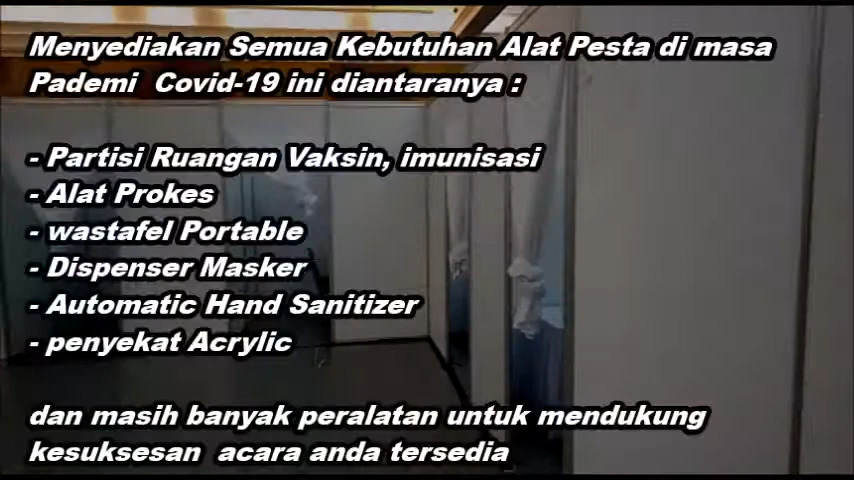 Menyediakan Semua Kebutuhan Alat Pesta di masa
Pademi Covid-19 ini diantaranya :
- Partisi Ruangan Vaksin, imunisasi
- Alat Prokes
- wastafel Portable
- Dispenser Masker
- Automatic Hand Sanitizer
- penyekat Acrylic
dan masih banyak peralatan untuk mendukung
kesuksesan acara anda tersedia